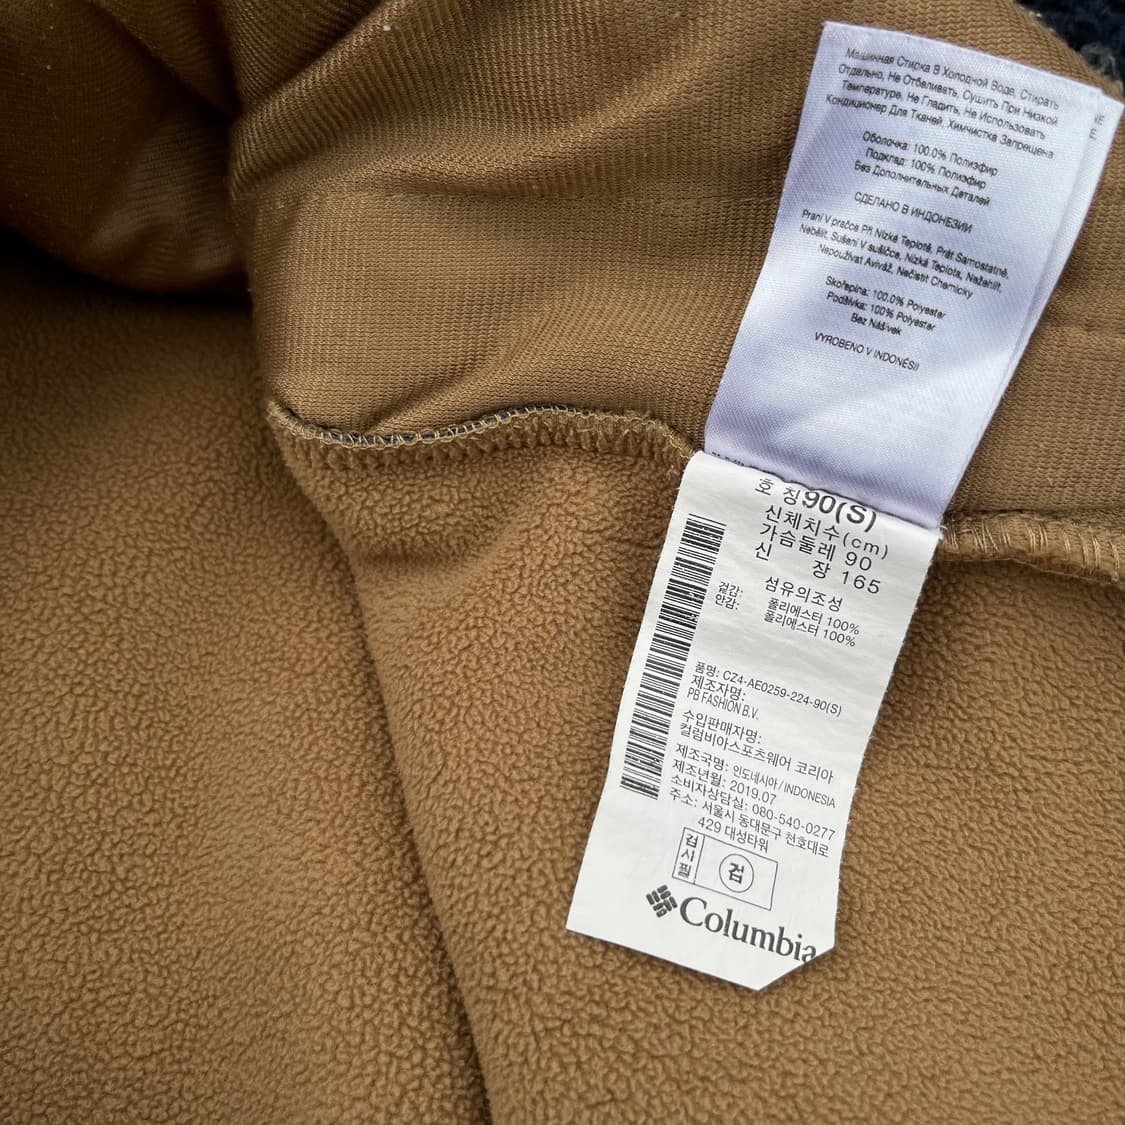 Машинная Стирка В Холодной Воде, Стирать
Отдельно, Не Отбеливать, Сушить При Низкой
Температуре, Не Гладить, Не Использовать
Кондиционер Для Тканей, Химчистка Запрещена
Оболочка: 100.0% Полиэфир
Подклад: 100% Полиэфир
Без Дополнительных Деталей
СДЕЛАНО В ИНДОНЕЗИИ
Praní V pračce Při Nízké Teplotě, Prát Samostatně,
Nebělit, Sušení V sušičce, Nízká Teplota, Nežehlit,
Nepoužívat Aviváž, Nečistit Chemicky
Skořepina: 100.0% Polyester
Podšívka: 100% Polyester
Bez Nášivek
VYROBENO V INDONÉSII
호 칭 90(S)
신체치수(cm)
가슴둘레 90
신 장 165
섬유의조성
겉감: 폴리에스터 100%
안감: 폴리에스터 100%
품명: CZ4-AE0259-224-90(S)
제조자명:
PB FASHION B.V.
수입판매자명:
컬럼비아스포츠웨어 코리아
제조국명: 인도네시아/INDONESIA
제조년월: 2019.07
소비자상담실: 080-540-0277
주소: 서울시 동대문구 천호대로
429 대성타워
검시필 검
Columbia